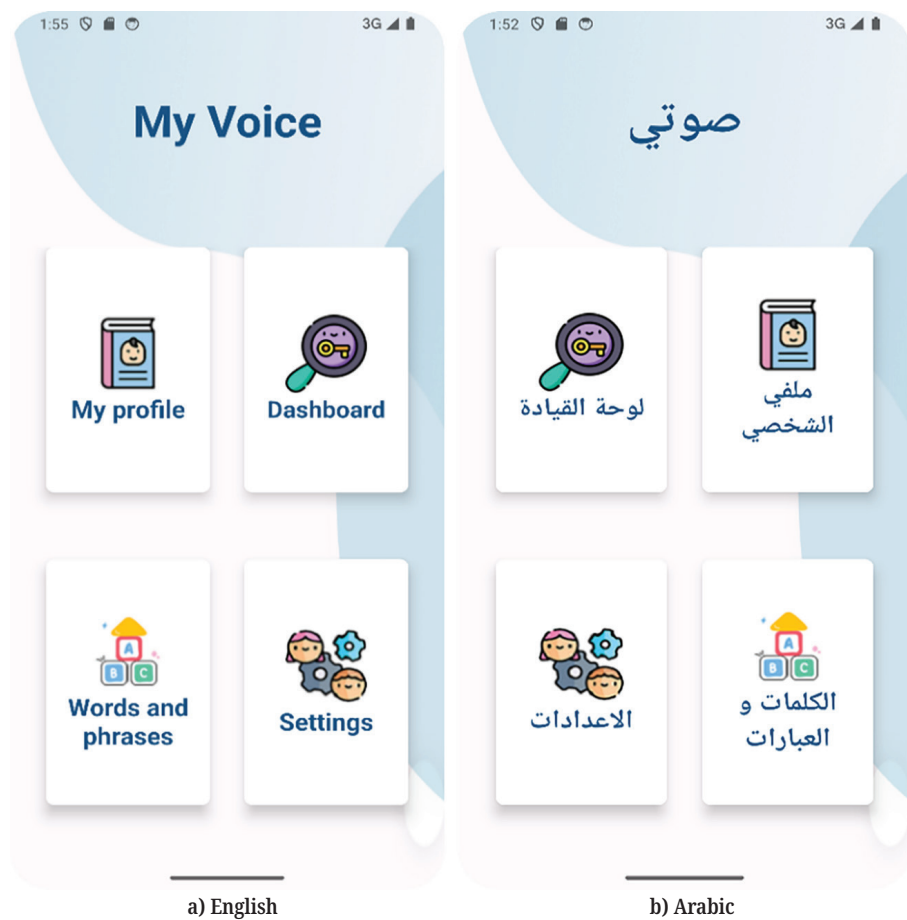 1:55
3G
My Voice
My profile
Dashboard
A
B C
Words and
phrases
Settings
a) English
1:52
3G
صوتي
ملفي
الشخصي
لوحة القيادة
A
B C
الكلمات و
العبارات
الاعدادات
b) Arabic